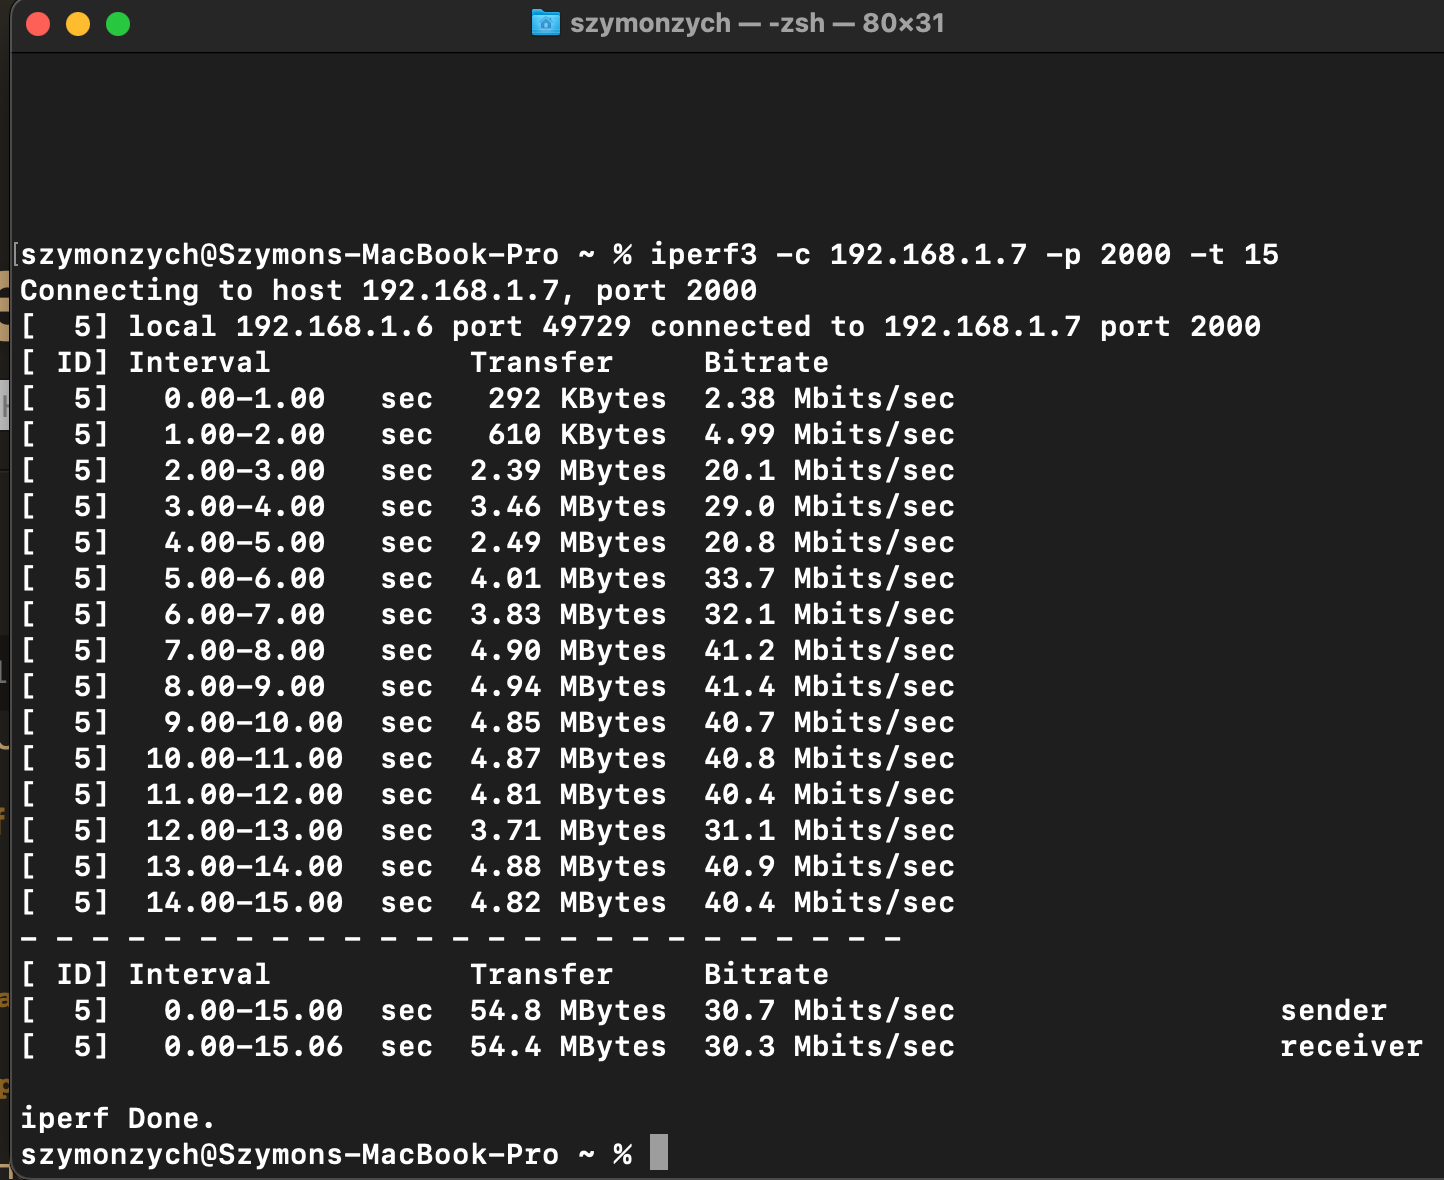 szymonzych — -zsh — 80×31
szymonzych@Szymons-MacBook-Pro ~ % iperf3 -c 192.168.1.7 -p 2000 -t 15
Connecting to host 192.168.1.7, port 2000
[  5] local 192.168.1.6 port 49729 connected to 192.168.1.7 port 2000
[ ID] Interval           Transfer     Bitrate
[  5]   0.00-1.00   sec   292 KBytes  2.38 Mbits/sec
[  5]   1.00-2.00   sec   610 KBytes  4.99 Mbits/sec
[  5]   2.00-3.00   sec  2.39 MBytes  20.1 Mbits/sec
[  5]   3.00-4.00   sec  3.46 MBytes  29.0 Mbits/sec
[  5]   4.00-5.00   sec  2.49 MBytes  20.8 Mbits/sec
[  5]   5.00-6.00   sec  4.01 MBytes  33.7 Mbits/sec
[  5]   6.00-7.00   sec  3.83 MBytes  32.1 Mbits/sec
[  5]   7.00-8.00   sec  4.90 MBytes  41.2 Mbits/sec
[  5]   8.00-9.00   sec  4.94 MBytes  41.4 Mbits/sec
[  5]   9.00-10.00  sec  4.85 MBytes  40.7 Mbits/sec
[  5]  10.00-11.00  sec  4.87 MBytes  40.8 Mbits/sec
[  5]  11.00-12.00  sec  4.81 MBytes  40.4 Mbits/sec
[  5]  12.00-13.00  sec  3.71 MBytes  31.1 Mbits/sec
[  5]  13.00-14.00  sec  4.88 MBytes  40.9 Mbits/sec
[  5]  14.00-15.00  sec  4.82 MBytes  40.4 Mbits/sec
- - - - - - - - - - - - - - - - - - - - - - - - -
[ ID] Interval           Transfer     Bitrate
[  5]   0.00-15.00  sec  54.8 MBytes  30.7 Mbits/sec                  sender
[  5]   0.00-15.06  sec  54.4 MBytes  30.3 Mbits/sec                  receiver
iperf Done.
szymonzych@Szymons-MacBook-Pro ~ %